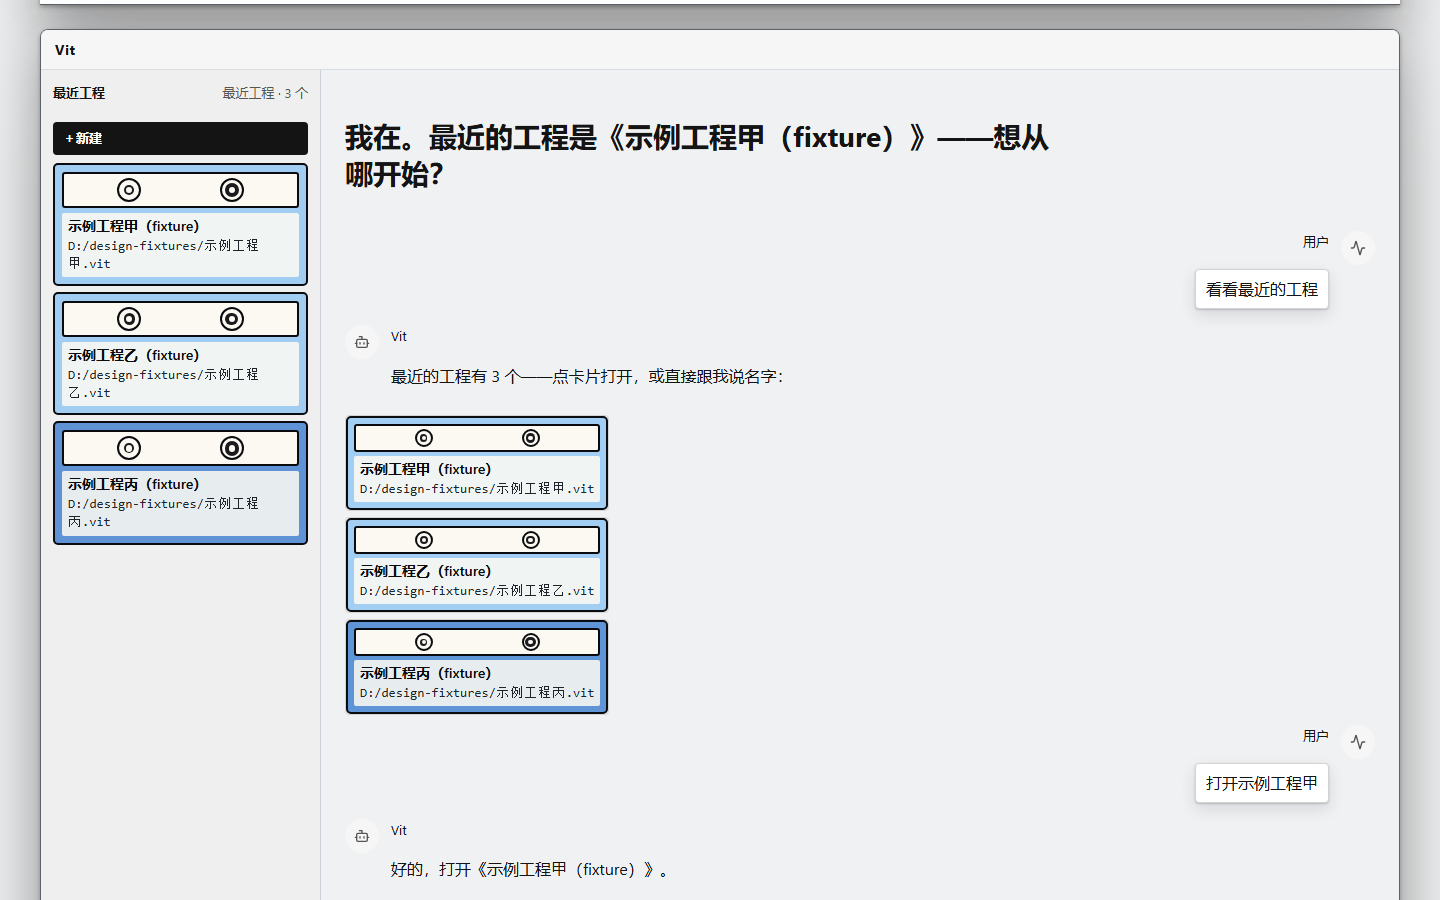 Vit
最近工程
最近工程 · 3 个
+ 新建
示例工程甲（fixture）
D:/design-fixtures/示例工程
甲.vit
示例工程乙（fixture）
D:/design-fixtures/示例工程
乙.vit
示例工程丙（fixture）
D:/design-fixtures/示例工程
丙.vit
我在。最近的工程是《示例工程甲（fixture）》——想从
哪开始？
用户
看看最近的工程
Vit
最近的工程有 3 个——点卡片打开，或直接跟我说名字：
示例工程甲（fixture）
D:/design-fixtures/示例工程甲.vit
示例工程乙（fixture）
D:/design-fixtures/示例工程乙.vit
示例工程丙（fixture）
D:/design-fixtures/示例工程丙.vit
用户
打开示例工程甲
Vit
好的，打开《示例工程甲（fixture）》。